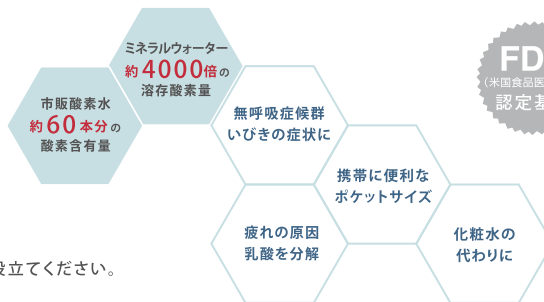 ミネラルウォーター
約4000倍の
溶存酸素量
市販酸素水
約60本分の
酸素含有量
FD
(米国食品医
認定基
無呼吸症候群
いびきの症状に
携帯に便利な
ポケットサイズ
疲れの原因
乳酸を分解
化粧水の
代わりに
役立てください。